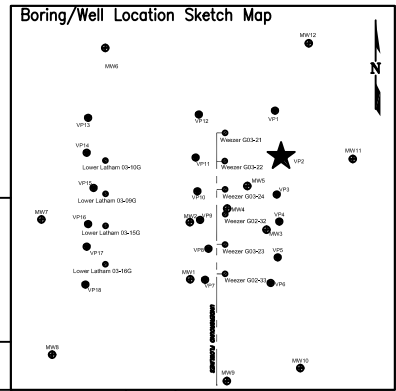 Boring/Well Location Sketch Map
MW12
MW6
N
VP13
VP12
VP1
Weezer G03-21
VP14
VP11
VP2
MW11
Lower Latham 03-10G
Weezer G03-22
VP15
VP10
MW5
VP3
Lower Latham 03-09G
Weezer G03-24
MW7
VP16
MW2
VP9
MW4
VP4
Lower Latham 03-15G
Weezer G02-32
MW3
VP17
VP8
Weezer G03-23
VP5
Lower Latham 03-16G
VP18
MW1
VP7
Weezer G02-33
VP6
UNDERGROUND FLOWLINES
MW8
MW9
MW10